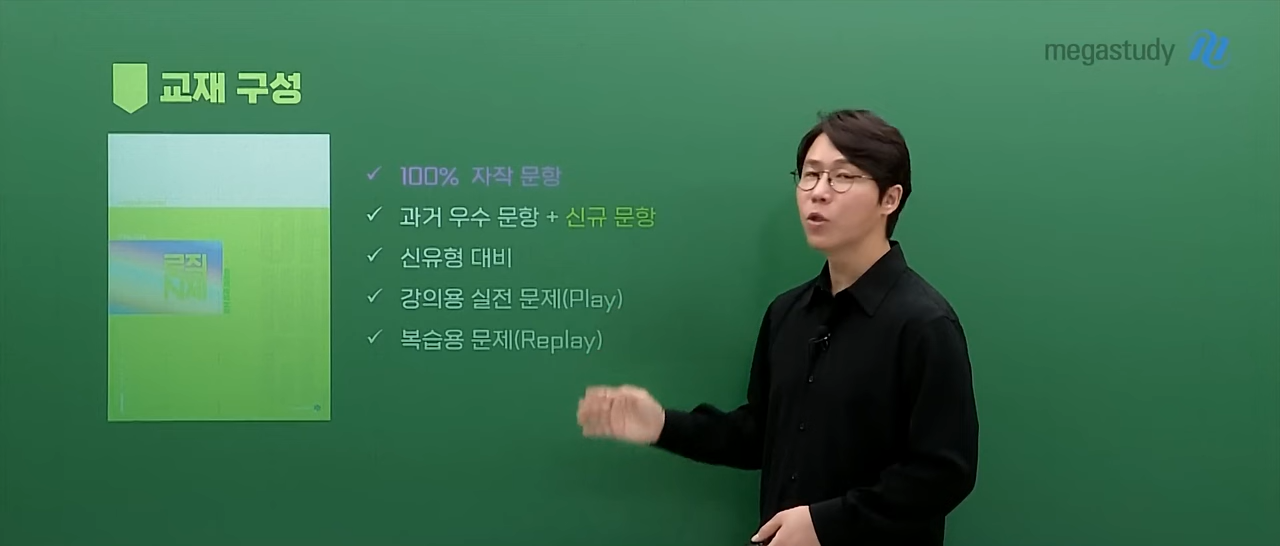 megastudy
교재 구성
100% 자작 문항
과거 우수 문항 + 신규 문항
신유형 대비
강의용 실전 문제(Play)
복습용 문제(Replay)